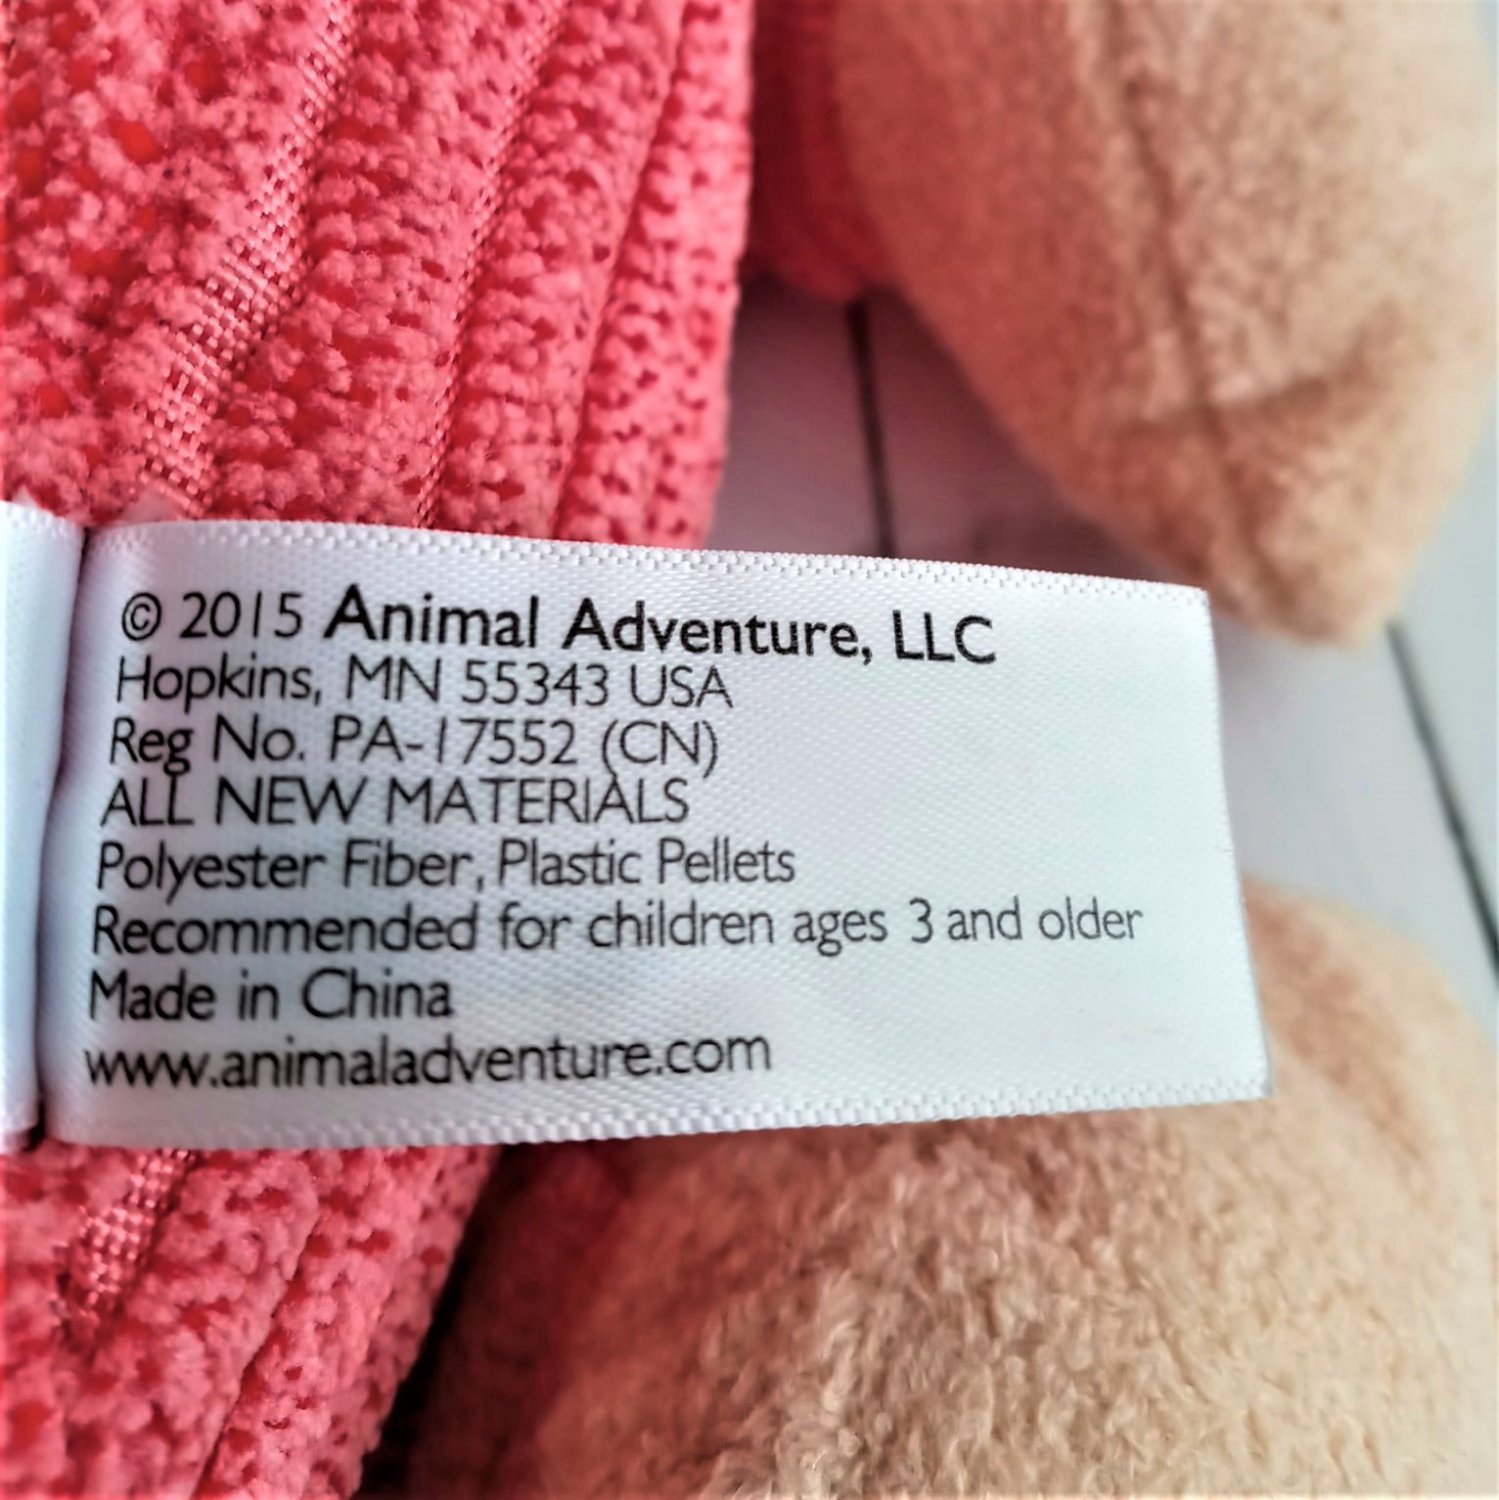 © 2015 Animal Adventure, LLC
Hopkins, MN 55343 USA
Reg No. PA-17552 (CN)
ALL NEW MATERIALS
Polyester Fiber, Plastic Pellets
Recommended for children ages 3 and older
Made in China
www.animaladventure.com